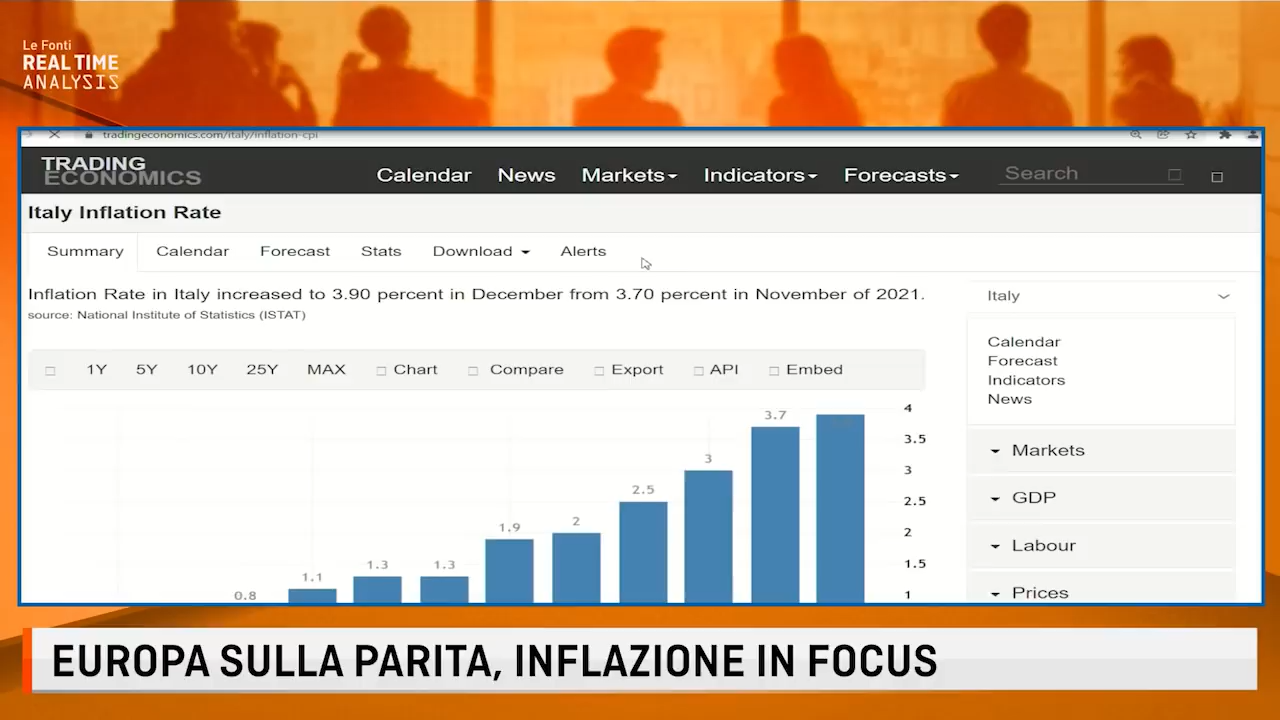 Le Fonti
REAL TIME
ANALYSIS
tradingeconomics.com/italy/inflation-cpi
TRADING
ECONOMICS
Calendar News Markets Indicators Forecasts Search
Italy Inflation Rate
Summary Calendar Forecast Stats Download Alerts
Inflation Rate in Italy increased to 3.90 percent in December from 3.70 percent in November of 2021.
source: National Institute of Statistics (ISTAT)
Italy
Calendar
Forecast
Indicators
News
1Y 5Y 10Y 25Y MAX Chart Compare Export API Embed
0.8 1.1 1.3 1.3 1.9 2 2.5 3 3.7
4
3.5
3
2.5
2
1.5
1
Markets
GDP
Labour
Prices
EUROPA SULLA PARITA, INFLAZIONE IN FOCUS